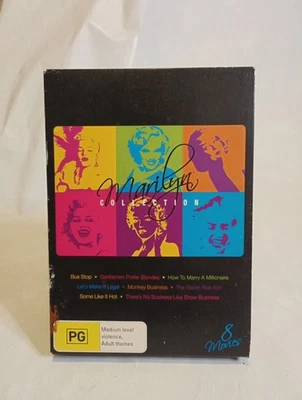 Marilyn
COLLECTION
Bus Stop • Gentlemen Prefer Blondes • How To Marry A Millionaire
Let's Make It Legal • Monkey Business • The Seven Year Itch
Some Like It Hot • There's No Business Like Show Business
8
Movies
PG
Medium level
violence,
Adult themes